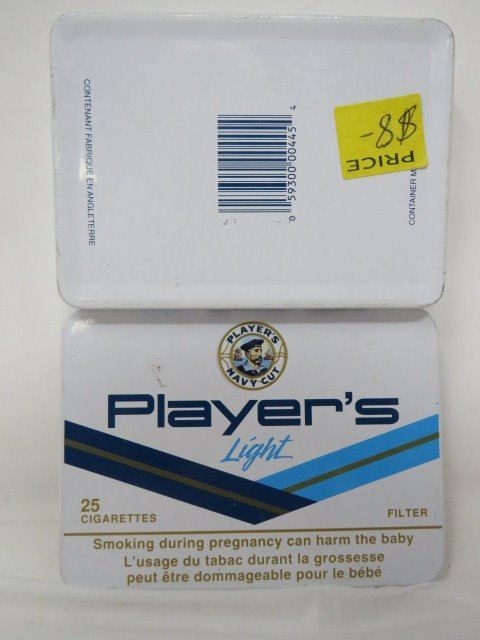 CONTENANT FABRIQUÉ EN ANGLETERRE
0 59300 00445 4
PRICE
$8-
CONTAINER M
PLAYER'S
NAVY CUT
Player's
Light
25
CIGARETTES
FILTER
Smoking during pregnancy can harm the baby
L'usage du tabac durant la grossesse
peut être dommageable pour le bébé